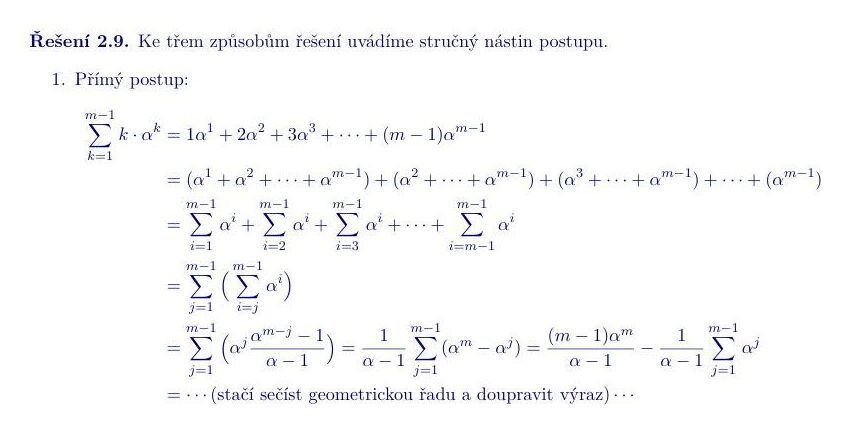 Řešení 2.9. Ke třem způsobům řešení uvádíme stručný nástin postupu.
1. Přímý postup:
$\sum_{k=1}^{m-1} k \cdot \alpha^k = 1\alpha^1 + 2\alpha^2 + 3\alpha^3 + \cdots + (m-1)\alpha^{m-1}$
$= (\alpha^1 + \alpha^2 + \cdots + \alpha^{m-1}) + (\alpha^2 + \cdots + \alpha^{m-1}) + (\alpha^3 + \cdots + \alpha^{m-1}) + \cdots + (\alpha^{m-1})$
$= \sum_{i=1}^{m-1} \alpha^i + \sum_{i=2}^{m-1} \alpha^i + \sum_{i=3}^{m-1} \alpha^i + \cdots + \sum_{i=m-1}^{m-1} \alpha^i$
$= \sum_{j=1}^{m-1} \Big( \sum_{i=j}^{m-1} \alpha^i \Big)$
$= \sum_{j=1}^{m-1} \Big( \alpha^j \frac{\alpha^{m-j} - 1}{\alpha - 1} \Big) = \frac{1}{\alpha - 1} \sum_{j=1}^{m-1} (\alpha^m - \alpha^j) = \frac{(m-1)\alpha^m}{\alpha - 1} - \frac{1}{\alpha - 1} \sum_{j=1}^{m-1} \alpha^j$
$= \cdots$ (stačí sečíst geometrickou řadu a doupravit výraz) $\cdots$